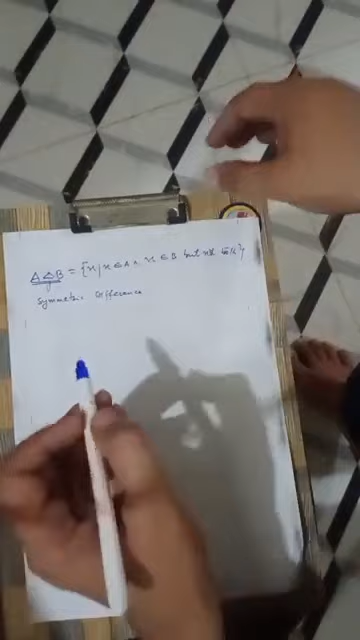 A △ B = {x | x ∈ A ∧ x ∈ B but x
Symmetric Difference